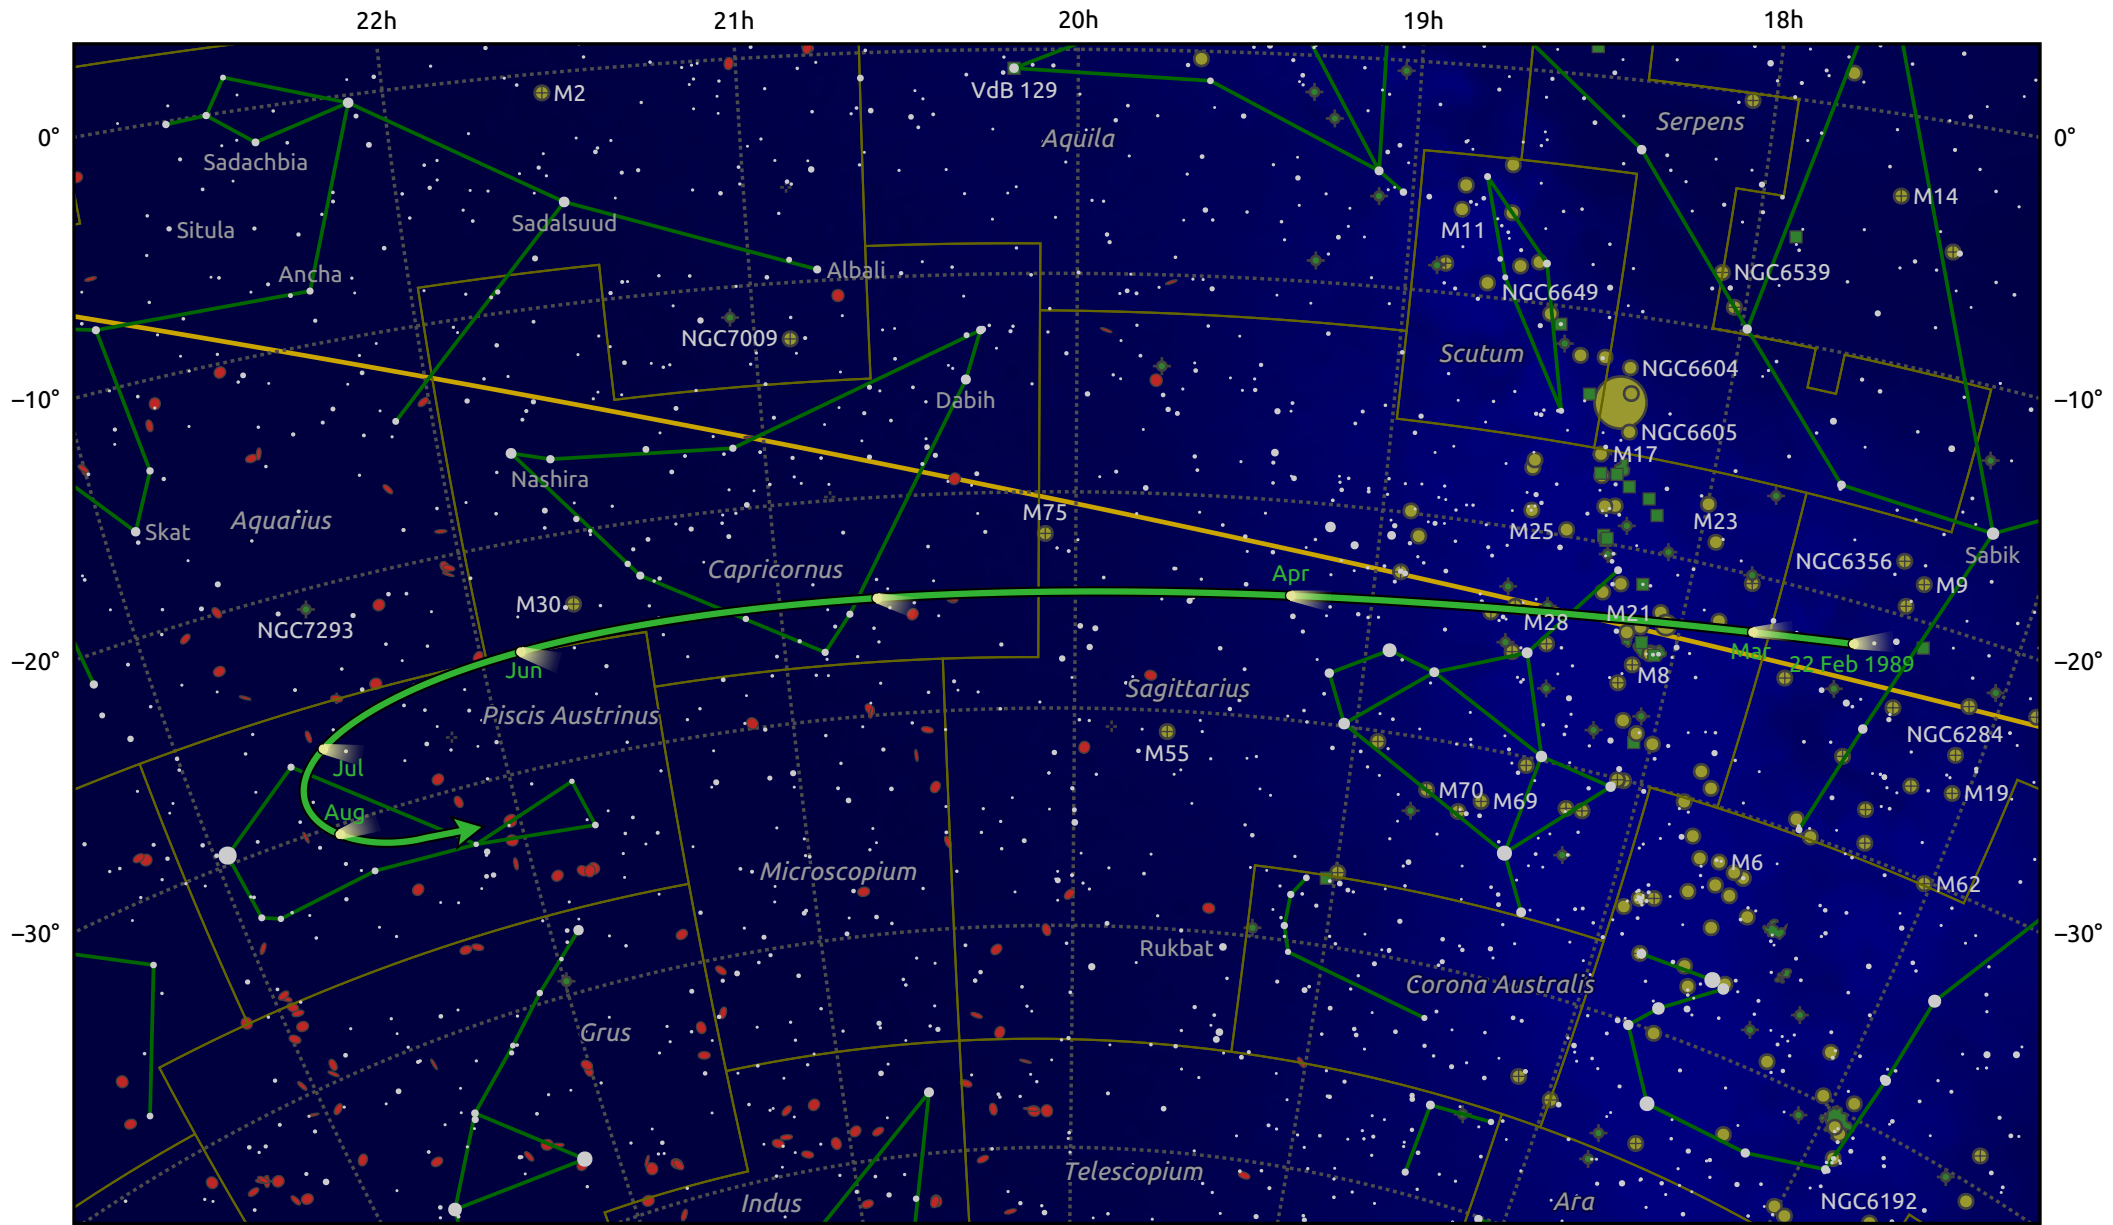 22h 21h 20h 19h 18h
M2
VdB 129
Serpens
Aquila
0° 0°
Sadachbia
M14
Sadalsuud
Situla
M11
Ancha
Albali
NGC6539
NGC6649
NGC7009
Scutum
NGC6604
Dabih
−10° −10°
NGC6605
M17
Nashira
M75
Aquarius
M23
Skat
M25
Sabik
NGC6356
Capricornus
Apr
M9
M30
M21
NGC7293
M28
Mar
−20° −20°
22 Feb 1989
Jun
M8
Sagittarius
Piscis Austrinus
NGC6284
M55
Jul
M70
M69
M19
Aug
M6
Microscopium
M62
−30° −30°
Rukbat
Corona Australis
Grus
Telescopium
Indus
Ara
NGC6192